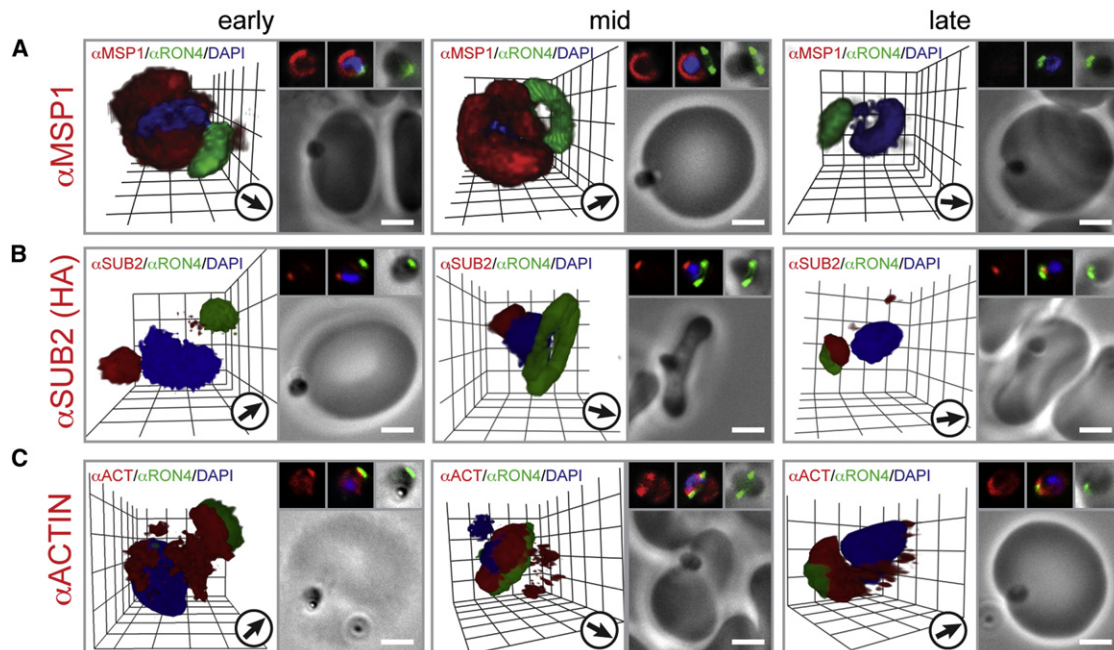 early mid late
A αMSP1/αRON4/DAPI αMSP1/αRON4/DAPI αMSP1/αRON4/DAPI
αMSP1
B αSUB2/αRON4/DAPI αSUB2/αRON4/DAPI αSUB2/αRON4/DAPI
αSUB2 (HA)
C αACT/αRON4/DAPI αACT/αRON4/DAPI αACT/αRON4/DAPI
αACTIN